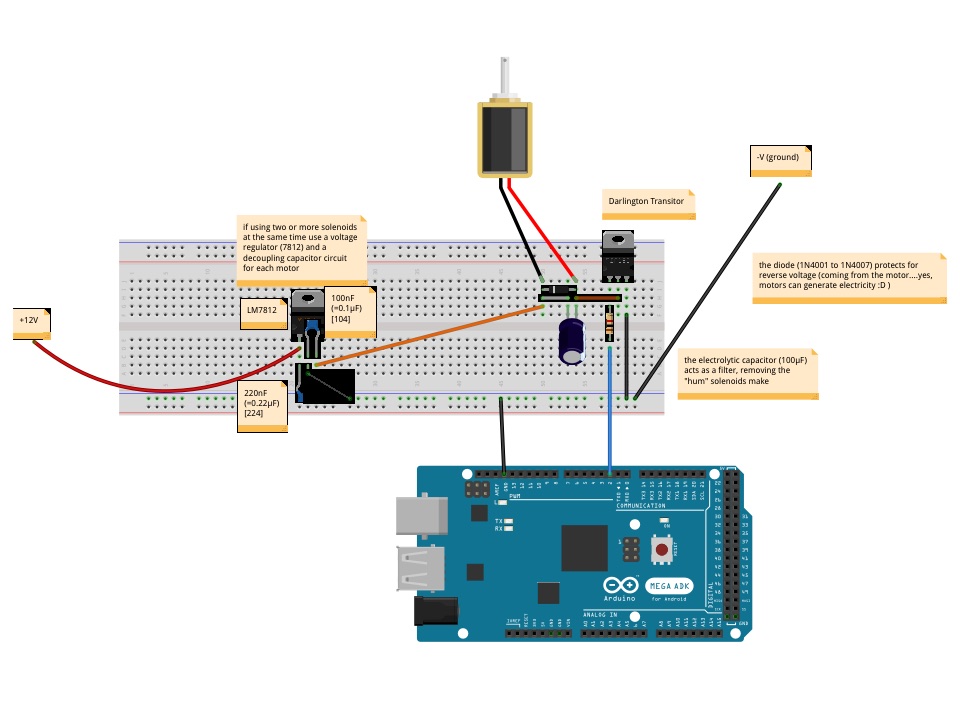 -V (ground)
Darlington Transitor
if using two or more solenoids
at the same time use a voltage
regulator (7812) and a
decoupling capacitor circuit
for each motor
the diode (1N4001 to 1N4007) protects for
reverse voltage (coming from the motor....yes,
motors can generate electricity :D )
LM7812
100nF
(=0.1µF)
[104]
+12V
the electrolytic capacitor (100µF)
acts as a filter, removing the
"hum" solenoids make
220nF
(=0.22µF)
[224]
PWM
COMMUNICATION
L
TX
RX
ON
RESET
MEGA ADK
for Android
Arduino
DIGITAL
ANALOG IN
GND